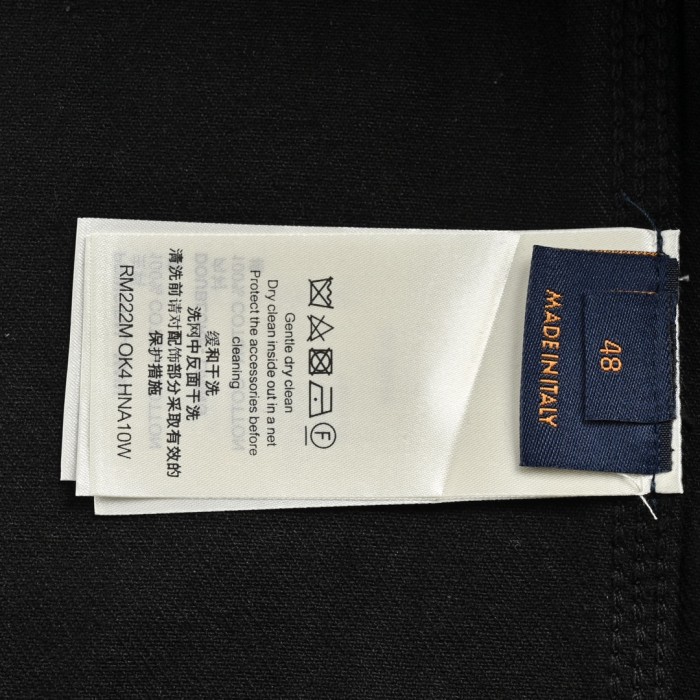 Gentle dry clean
Dry clean inside out in a net
Protect the accessories before
cleaning
缓和干洗
洗网中反面干洗
清洗前请对配饰部分采取有效的
保护措施
RM222M OK4 HNA10W
MADE IN ITALY
48